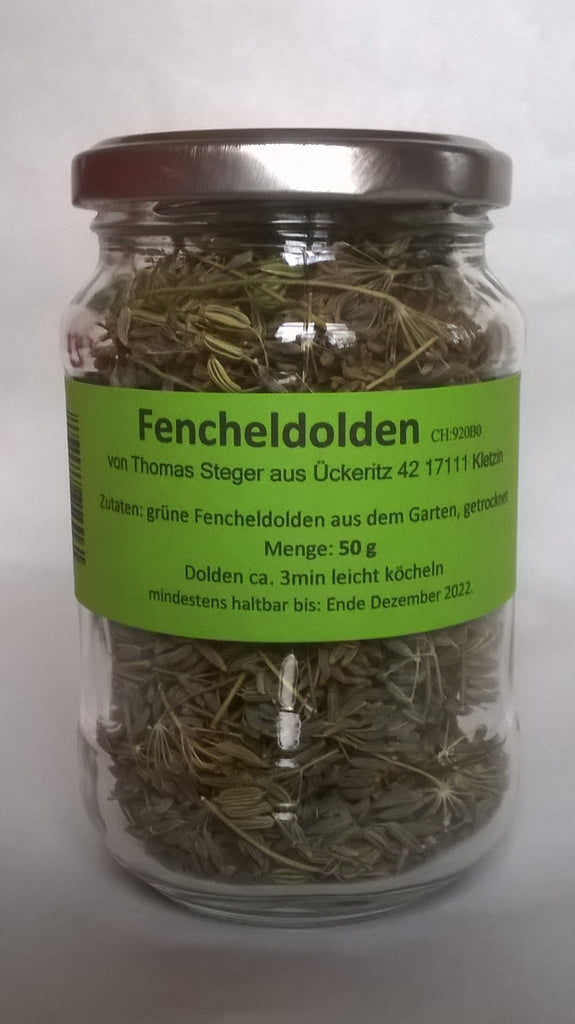 Fencheldolden CH:920B0
von Thomas Steger aus Ückeritz 42 17111 Kletzin
Zutaten: grüne Fencheldolden aus dem Garten, getrocknet
Menge: 50 g
Dolden ca. 3min leicht köcheln
mindestens haltbar bis: Ende Dezember 2022.